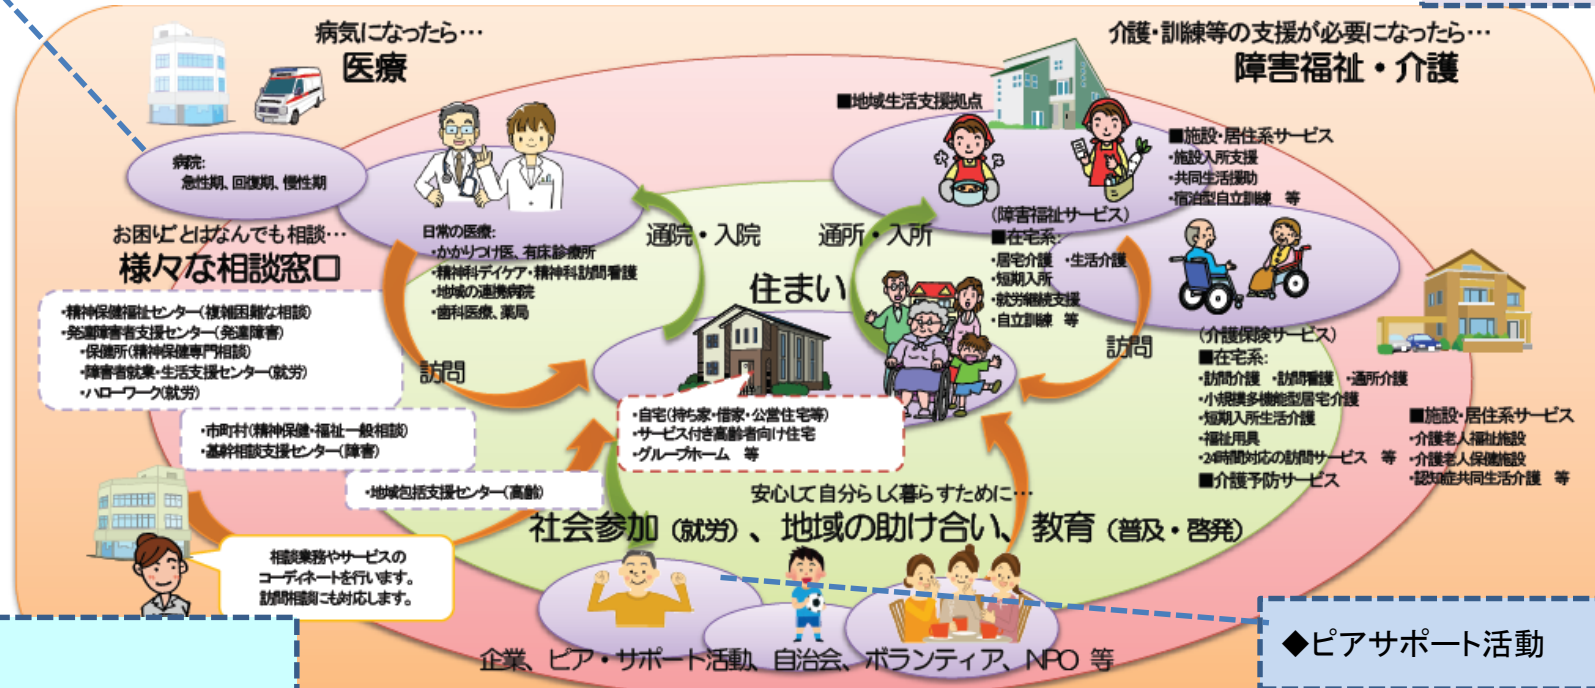 病気になったら…
医療
介護・訓練等の支援が必要になったら…
障害福祉・介護
病院:
急性期、回復期、慢性期
■地域生活支援拠点
■施設・居住系サービス
・施設入所支援
・共同生活援助
・宿泊型自立訓練　等
日常の医療:
・かかりつけ医、有床診療所
・精神科デイケア・精神科訪問看護
・地域の連携病院
・歯科医療、薬局
通院・入院
通所・入所
(障害福祉サービス)
■在宅系:
・居宅介護　・生活介護
・短期入所
・就労継続支援
・自立訓練　等
お困りごとはなんでも相談…
様々な相談窓口
・精神保健福祉センター(複雑困難な相談)
・発達障害者支援センター(発達障害)
・保健所(精神保健専門相談)
・障害者就業・生活支援センター(就労)
・ハローワーク(就労)
・市町村(精神保健・福祉一般相談)
・基幹相談支援センター(障害)
・地域包括支援センター(高齢)
訪問
住まい
訪問
・自宅(持ち家・借家・公営住宅等)
・サービス付き高齢者向け住宅
・グループホーム　等
(介護保険サービス)
■在宅系:
・訪問介護　・訪問看護　・通所介護
・小規模多機能型居宅介護
・短期入所生活介護
・福祉用具
・24時間対応の訪問サービス　等
■介護予防サービス
■施設・居住系サービス
・介護老人福祉施設
・介護老人保健施設
・認知症共同生活介護　等
安心して自分らしく暮らすために…
社会参加(就労)、地域の助け合い、教育(普及・啓発)
相談業務やサービスの
コーディネートを行います。
訪問相談にも対応します。
企業、ピア・サポート活動、自治会、ボランティア、NPO 等
◆ピアサポート活動